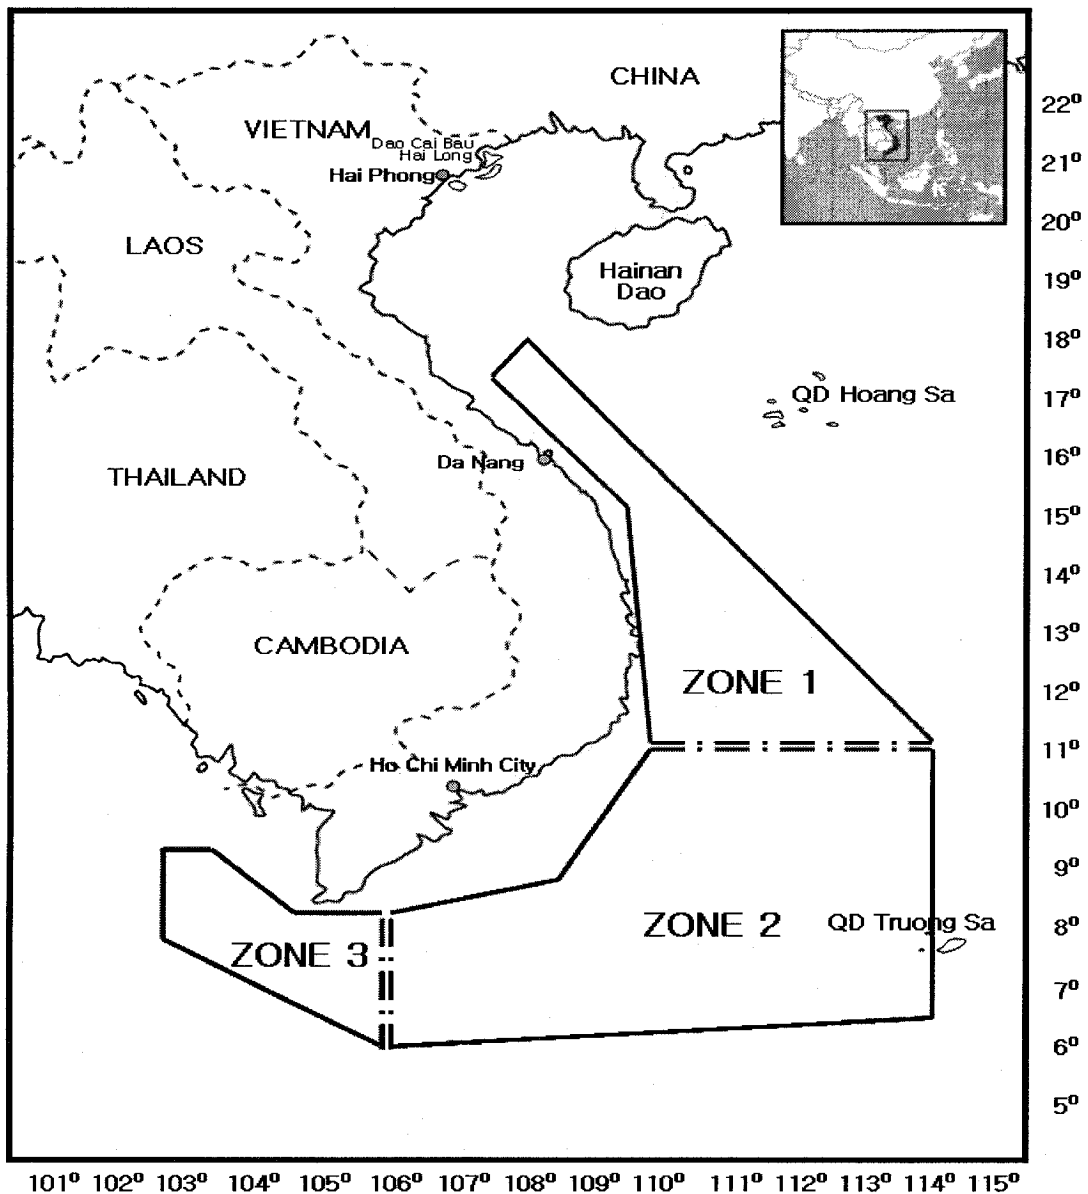 CHINA
22⁰
VIETNAM
Dao Cai Bau
Hai Long
21⁰
Hai Phong
20⁰
LAOS
Hainan
Dao
19⁰
18⁰
QD Hoang Sa
17⁰
Da Nang
16⁰
THAILAND
15⁰
14⁰
CAMBODIA
13⁰
ZONE 1
12⁰
11⁰
Ho Chi Minh City
10⁰
9⁰
ZONE 2
QD Truong Sa
8⁰
ZONE 3
7⁰
6⁰
5⁰
101⁰ 102⁰ 103⁰ 104⁰ 105⁰ 106⁰ 107⁰ 108⁰ 109⁰ 110⁰ 111⁰ 112⁰ 113⁰ 114⁰ 115⁰